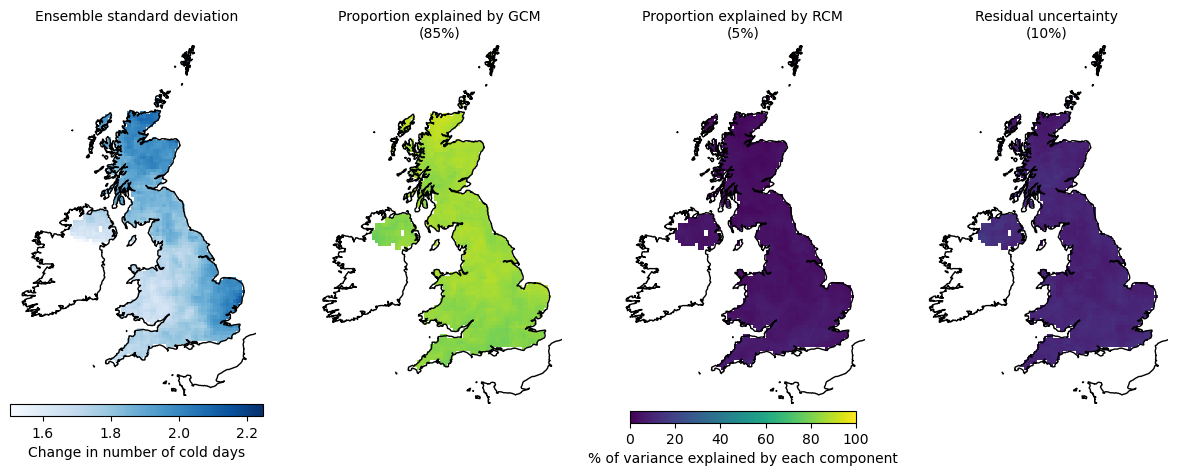 Ensemble standard deviation
Proportion explained by GCM
(85%)
Proportion explained by RCM
(5%)
Residual uncertainty
(10%)
1.6 1.8 2.0 2.2
Change in number of cold days
0 20 40 60 80 100
% of variance explained by each component